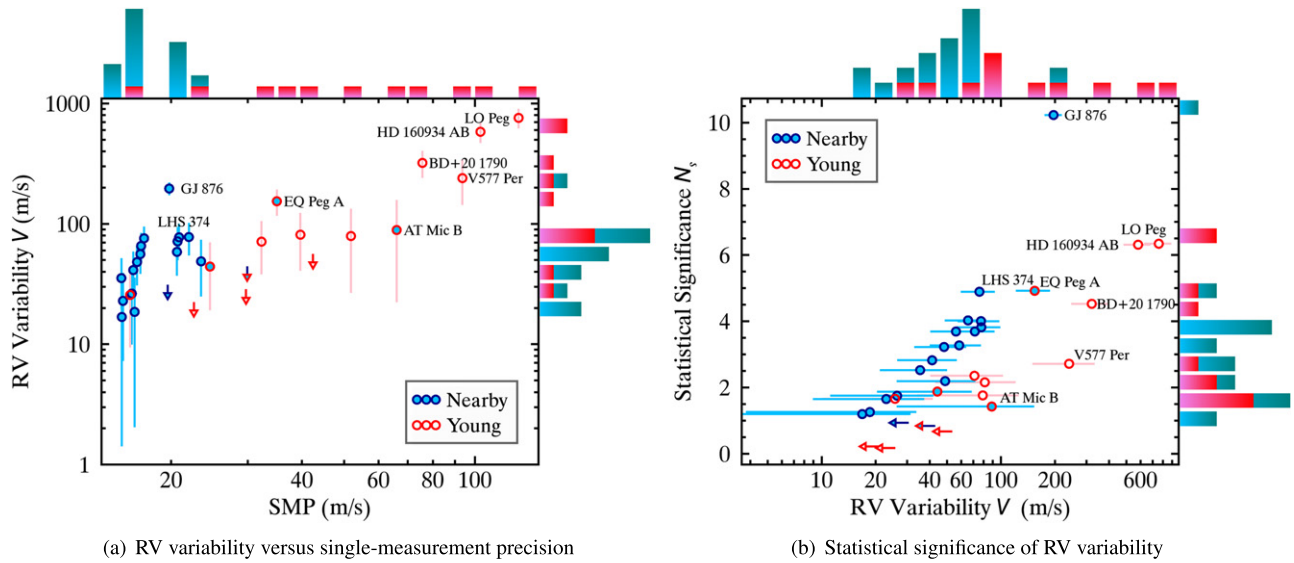 1000
100
10
1
RV Variability V (m/s)
LO Peg
HD 160934 AB
BD+20 1790
V577 Per
GJ 876
EQ Peg A
LHS 374
AT Mic B
Nearby
Young
20
40
60
80
100
SMP (m/s)
(a) RV variability versus single-measurement precision
10
8
6
4
2
0
Statistical Significance Ns
Nearby
Young
GJ 876
LO Peg
HD 160934 AB
LHS 374
EQ Peg A
BD+20 1790
V577 Per
AT Mic B
10
20
40
60
100
200
600
RV Variability V (m/s)
(b) Statistical significance of RV variability